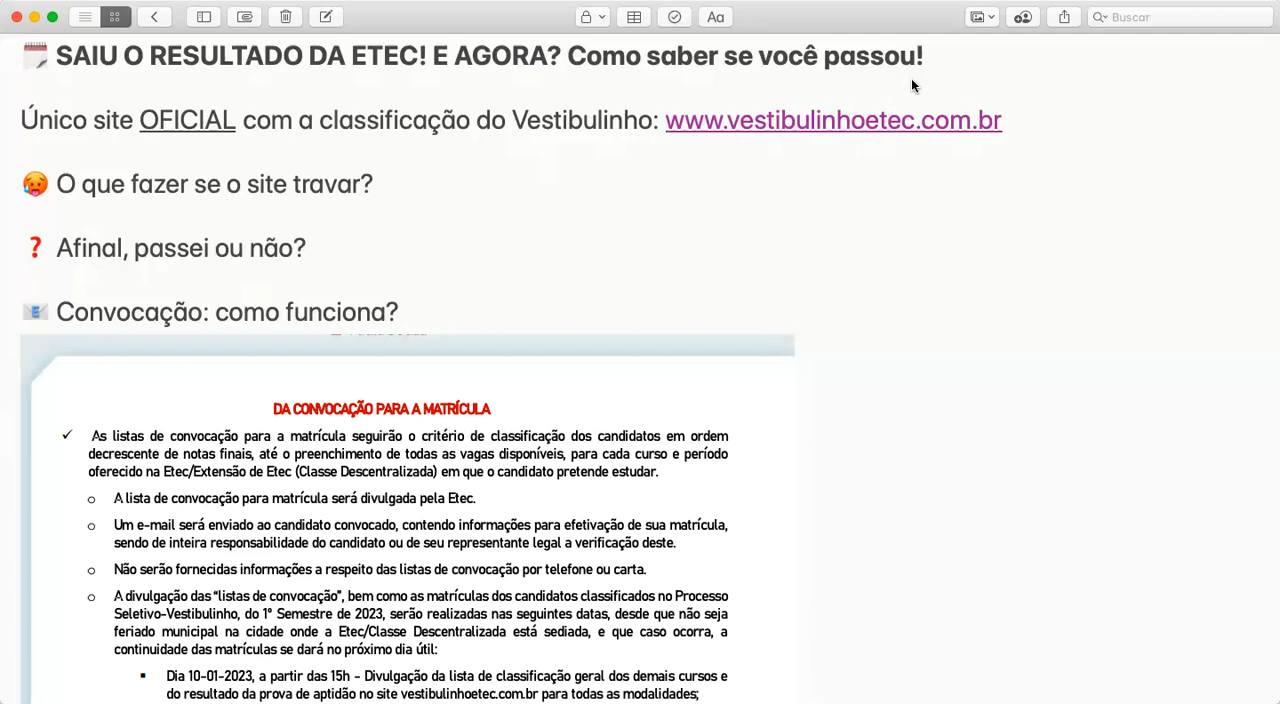 Aa
Buscar
SAIU O RESULTADO DA ETEC! E AGORA? Como saber se você passou!
Único site OFICIAL com a classificação do Vestibulinho: www.vestibulinhoetec.com.br
O que fazer se o site travar?
Afinal, passei ou não?
Convocação: como funciona?
DA CONVOCAÇÃO PARA A MATRÍCULA
As listas de convocação para a matrícula seguirão o critério de classificação dos candidatos em ordem
decrescente de notas finais, até o preenchimento de todas as vagas disponíveis, para cada curso e período
oferecido na Etec/Extensão de Etec (Classe Descentralizada) em que o candidato pretende estudar.
A lista de convocação para matrícula será divulgada pela Etec.
Um e-mail será enviado ao candidato convocado, contendo informações para efetivação de sua matrícula,
sendo de inteira responsabilidade do candidato ou de seu representante legal a verificação deste.
Não serão fornecidas informações a respeito das listas de convocação por telefone ou carta.
A divulgação das “listas de convocação”, bem como as matrículas dos candidatos classificados no Processo
Seletivo-Vestibulinho, do 1º Semestre de 2023, serão realizadas nas seguintes datas, desde que não seja
feriado municipal na cidade onde a Etec/Classe Descentralizada está sediada, e que caso ocorra, a
continuidade das matrículas se dará no próximo dia útil:
Dia 10-01-2023, a partir das 15h - Divulgação da lista de classificação geral dos demais cursos e
do resultado da prova de aptidão no site vestibulinhoetec.com.br para todas as modalidades;